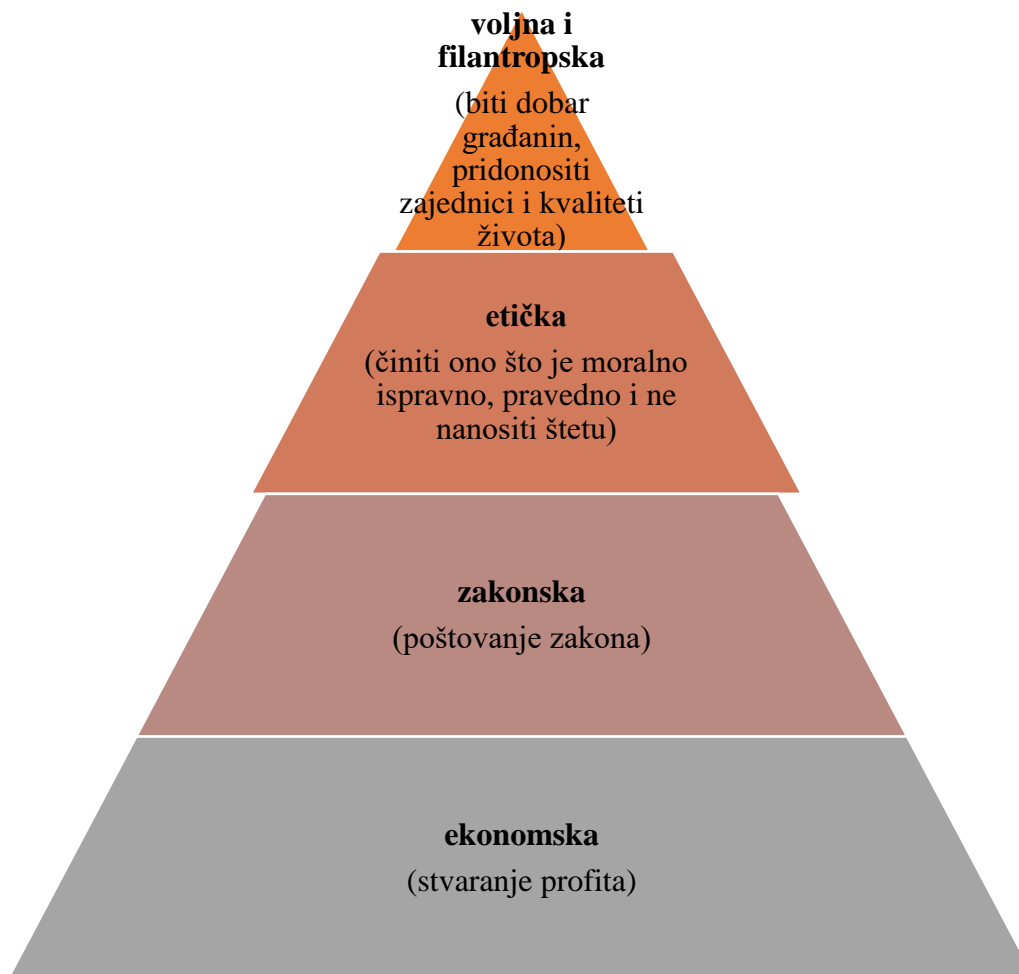 voljna i
filantropska
(biti dobar
građanin,
pridonositi
zajednici i kvaliteti
života)
etička
(činiti ono što je moralno
ispravno, pravedno i ne
nanositi štetu)
zakonska
(poštovanje zakona)
ekonomska
(stvaranje profita)